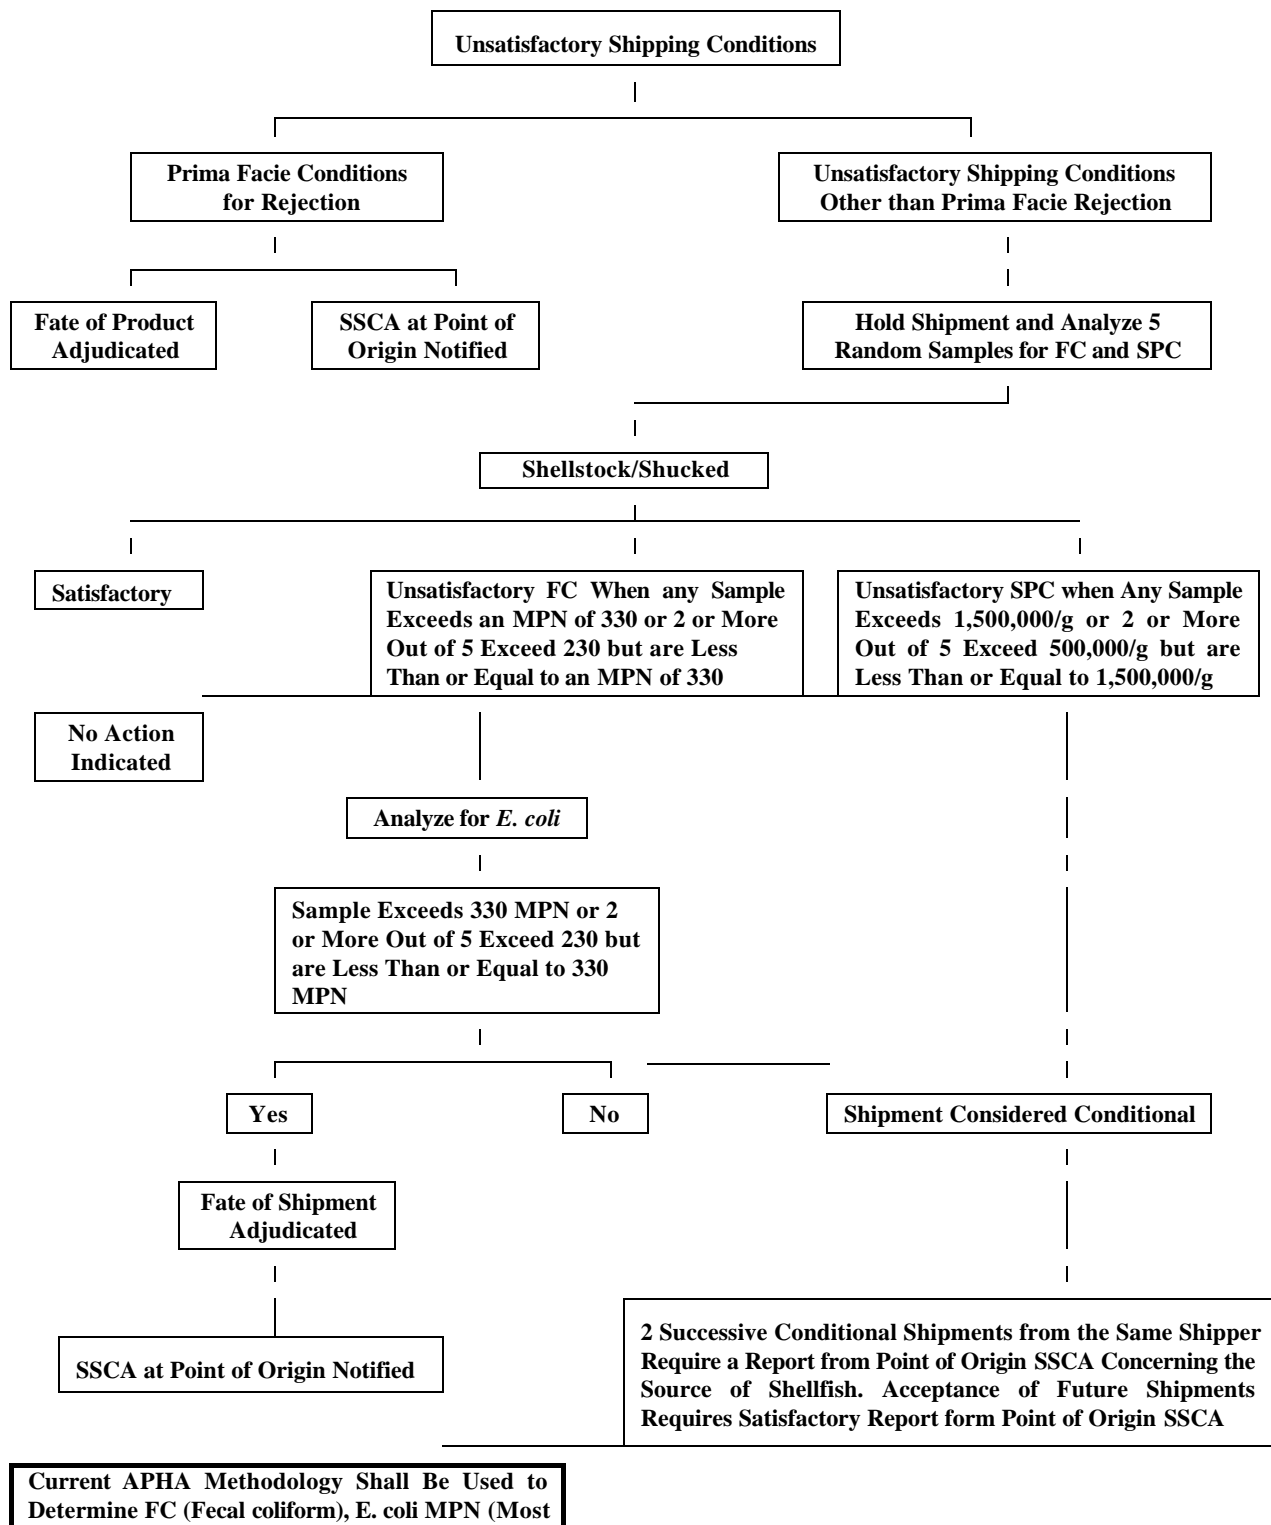 Unsatisfactory Shipping Conditions
Prima Facie Conditions
for Rejection
Unsatisfactory Shipping Conditions
Other than Prima Facie Rejection
Fate of Product
Adjudicated
SSCA at Point of
Origin Notified
Hold Shipment and Analyze 5
Random Samples for FC and SPC
Shellstock/Shucked
Satisfactory
Unsatisfactory FC When any Sample
Exceeds an MPN of 330 or 2 or More
Out of 5 Exceed 230 but are Less
Than or Equal to an MPN of 330
Unsatisfactory SPC when Any Sample
Exceeds 1,500,000/g or 2 or More
Out of 5 Exceed 500,000/g but are
Less Than or Equal to 1,500,000/g
No Action
Indicated
Analyze for E. coli
Sample Exceeds 330 MPN or 2
or More Out of 5 Exceed 230 but
are Less Than or Equal to 330
MPN
Yes
No
Shipment Considered Conditional
Fate of Shipment
Adjudicated
SSCA at Point of Origin Notified
2 Successive Conditional Shipments from the Same Shipper
Require a Report from Point of Origin SSCA Concerning the
Source of Shellfish. Acceptance of Future Shipments
Requires Satisfactory Report form Point of Origin SSCA
Current APHA Methodology Shall Be Used to
Determine FC (Fecal coliform), E. coli MPN (Most